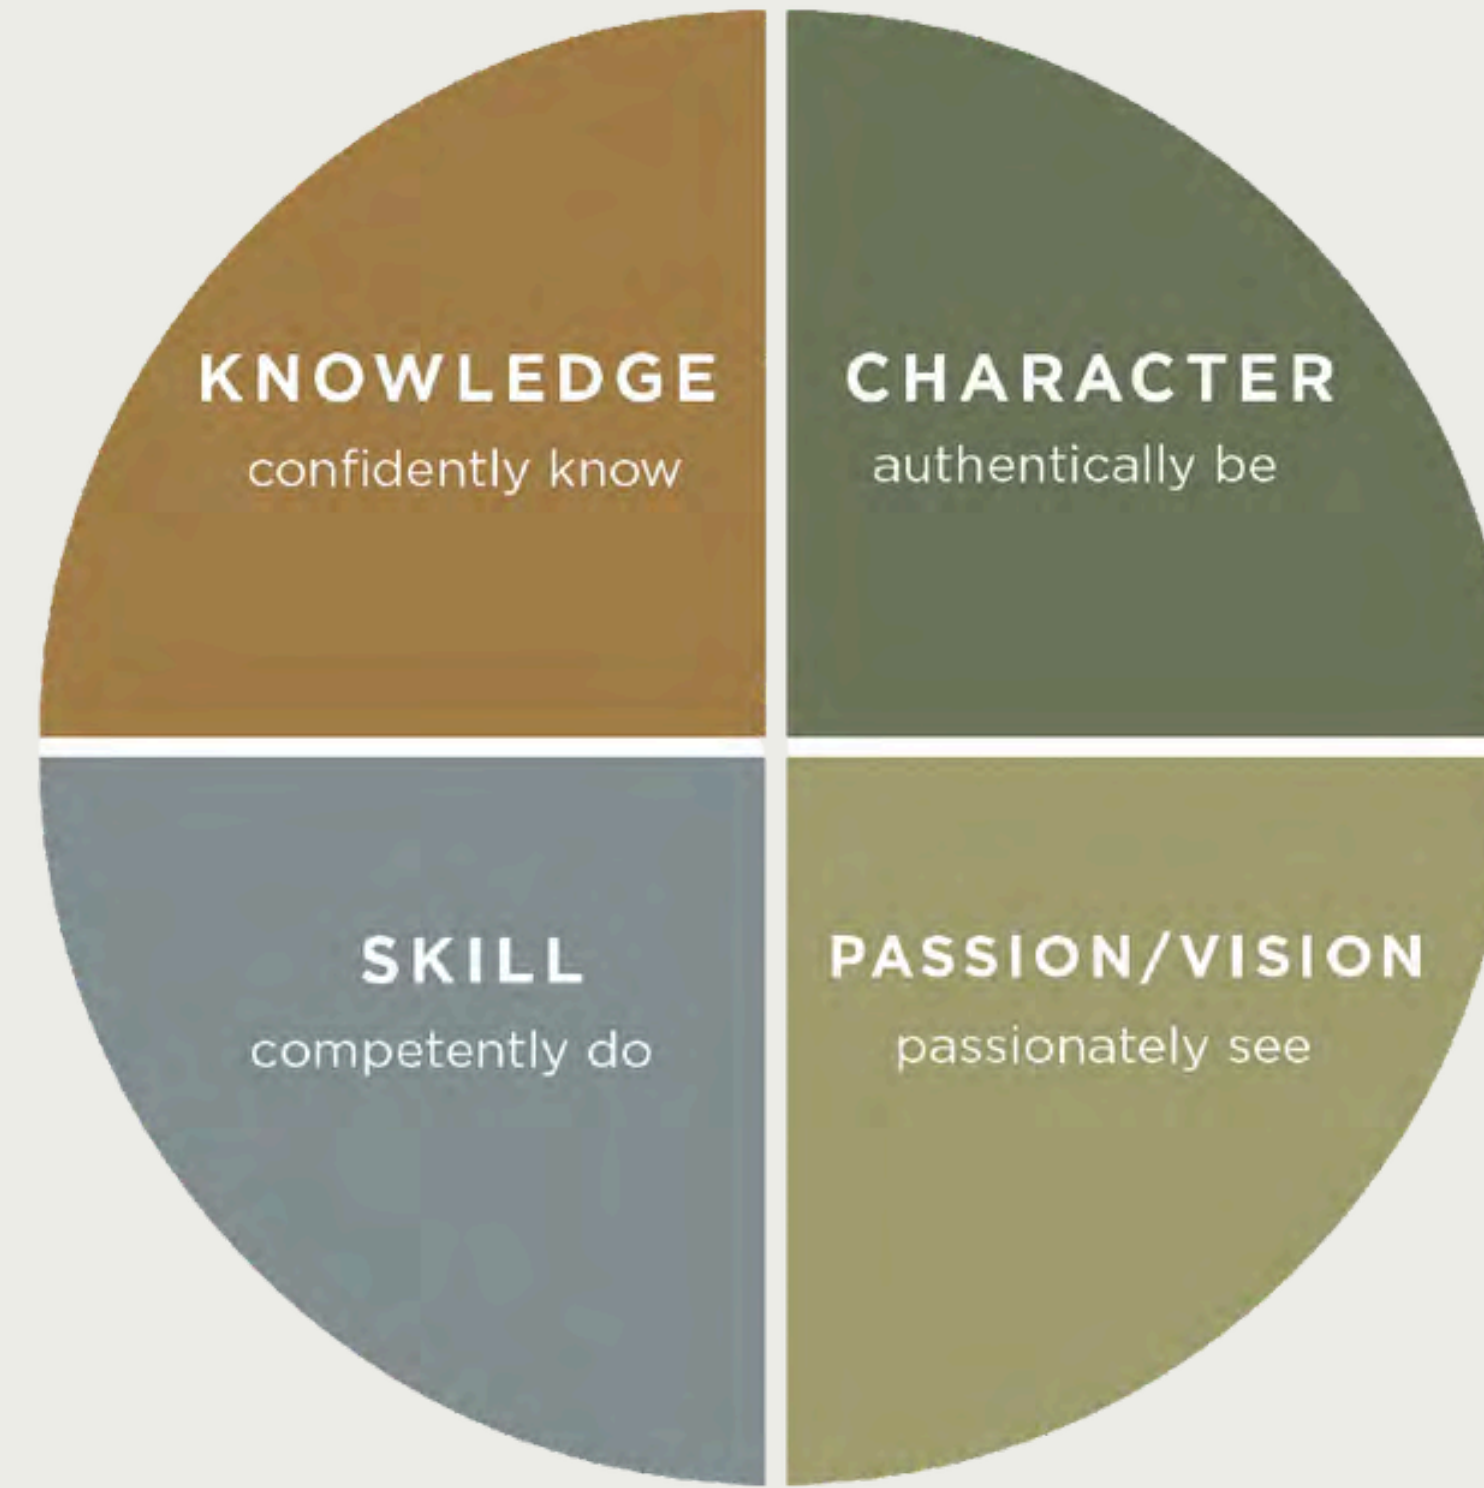 KNOWLEDGE
confidently know
CHARACTER
authentically be
SKILL
competently do
PASSION/VISION
passionately see